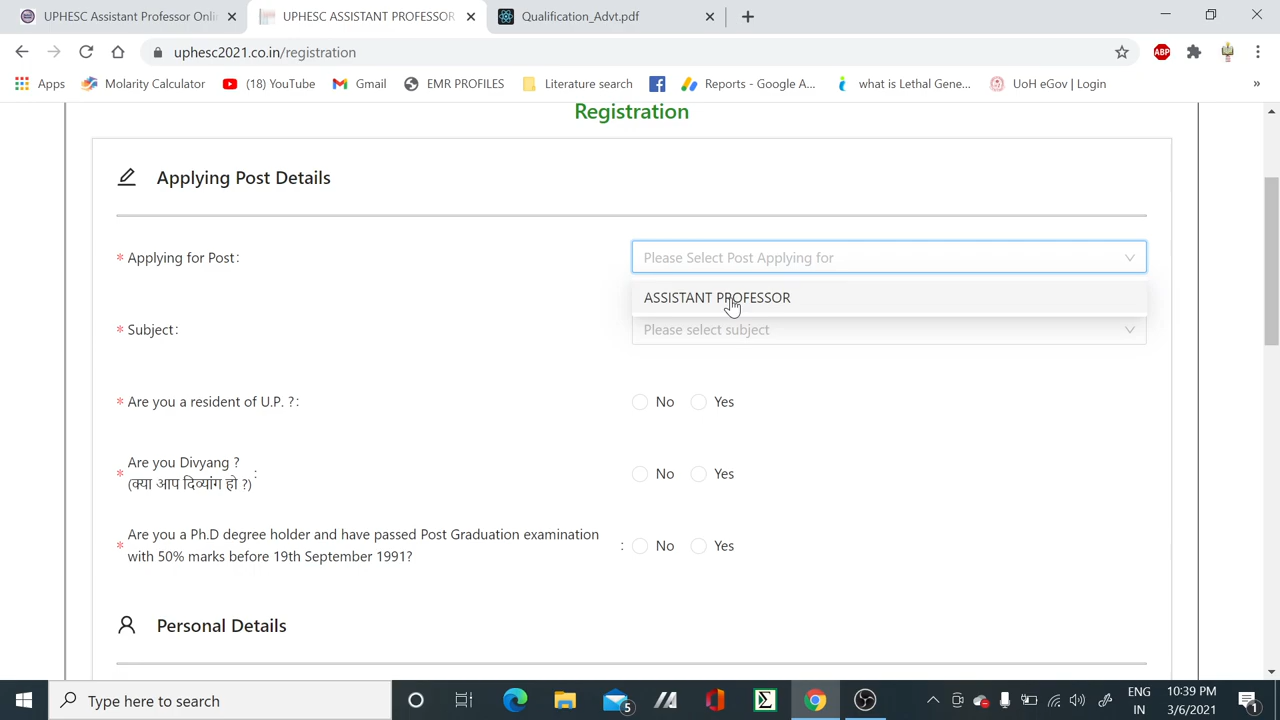 UPHESC Assistant Professor Onli
UPHESC ASSISTANT PROFESSOR
Qualification_Advt.pdf
uphesc2021.co.in/registration
ABP
Apps
Molarity Calculator
(18) YouTube
Gmail
EMR PROFILES
Literature search
Reports - Google A...
what is Lethal Gene...
UoH eGov | Login
»
Registration
Applying Post Details
* Applying for Post:
Please Select Post Applying for
ASSISTANT PROFESSOR
* Subject:
Please select subject
* Are you a resident of U.P. ?:
No Yes
* Are you Divyang ?
(क्या आप दिव्यांग हो ?) :
No Yes
* Are you a Ph.D degree holder and have passed Post Graduation examination
with 50% marks before 19th September 1991? :
No Yes
Personal Details
Type here to search
5
ENG
IN
10:39 PM
3/6/2021
1